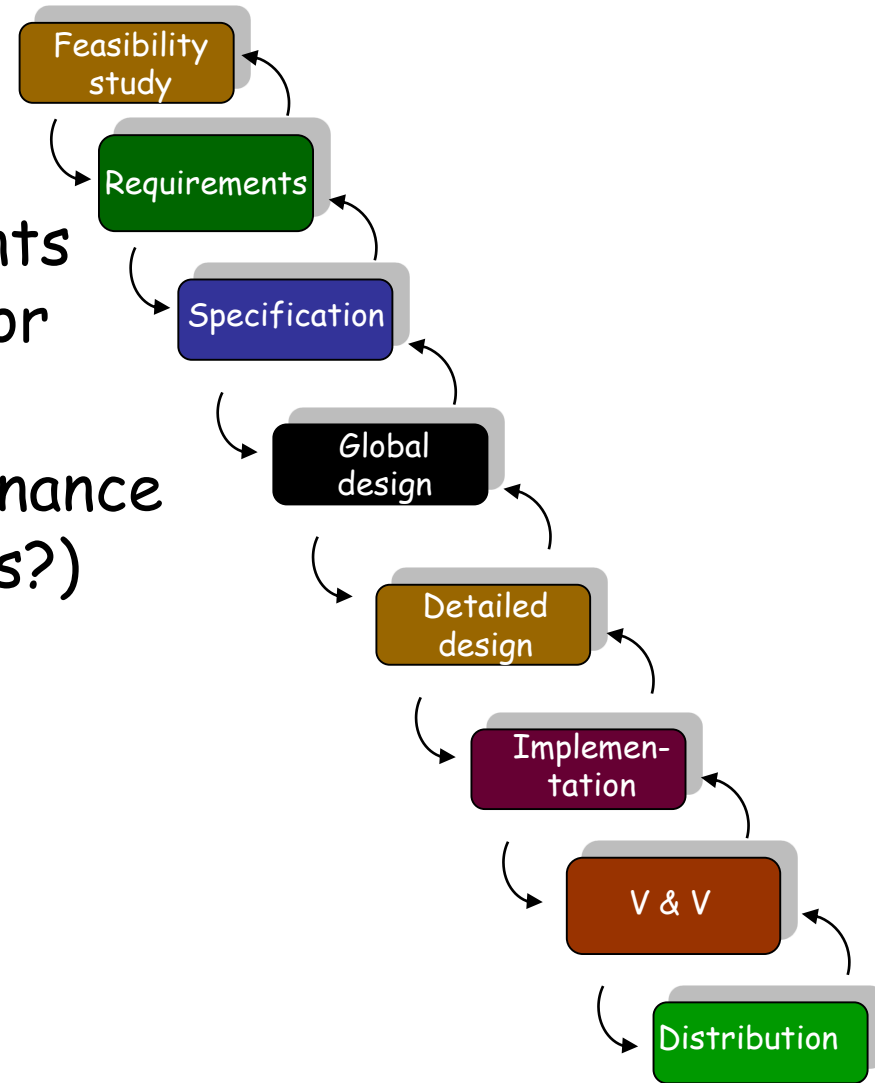 Feasibility
study
Requirements
Specification
Global
design
Detailed
design
Implemen-
tation
V & V
Distribution
s?)